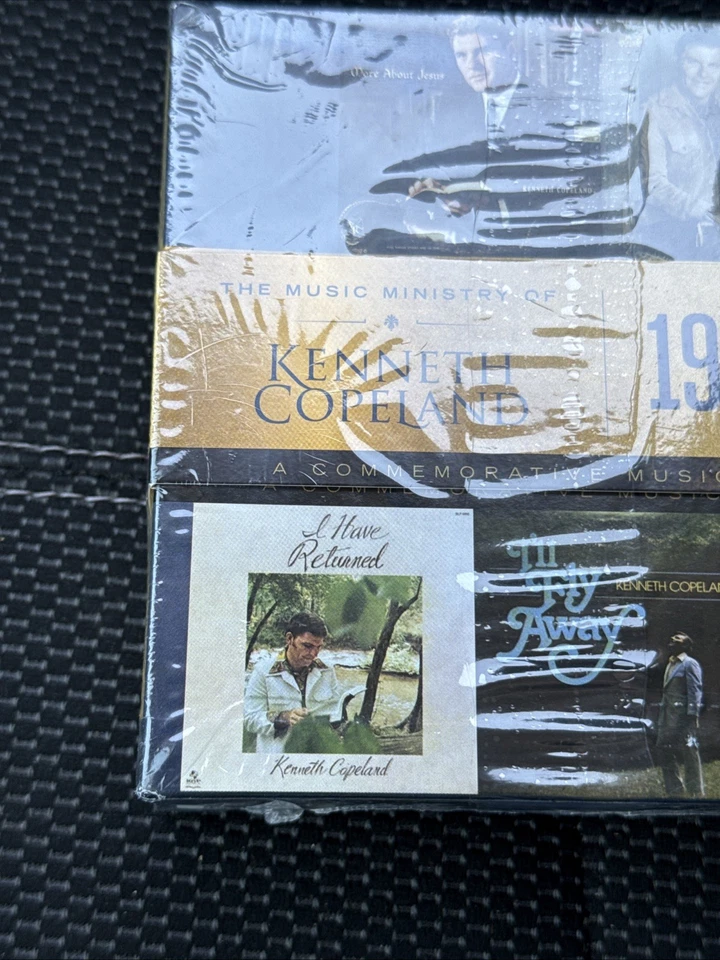 More About Jesus
KENNETH COPELAND
THE MUSIC MINISTRY OF
KENNETH
COPELAND
19
A COMMEMORATIVE MUSIC
I Have
Returned
Kenneth Copeland
I'll
Fly
Away
KENNETH COPELAN